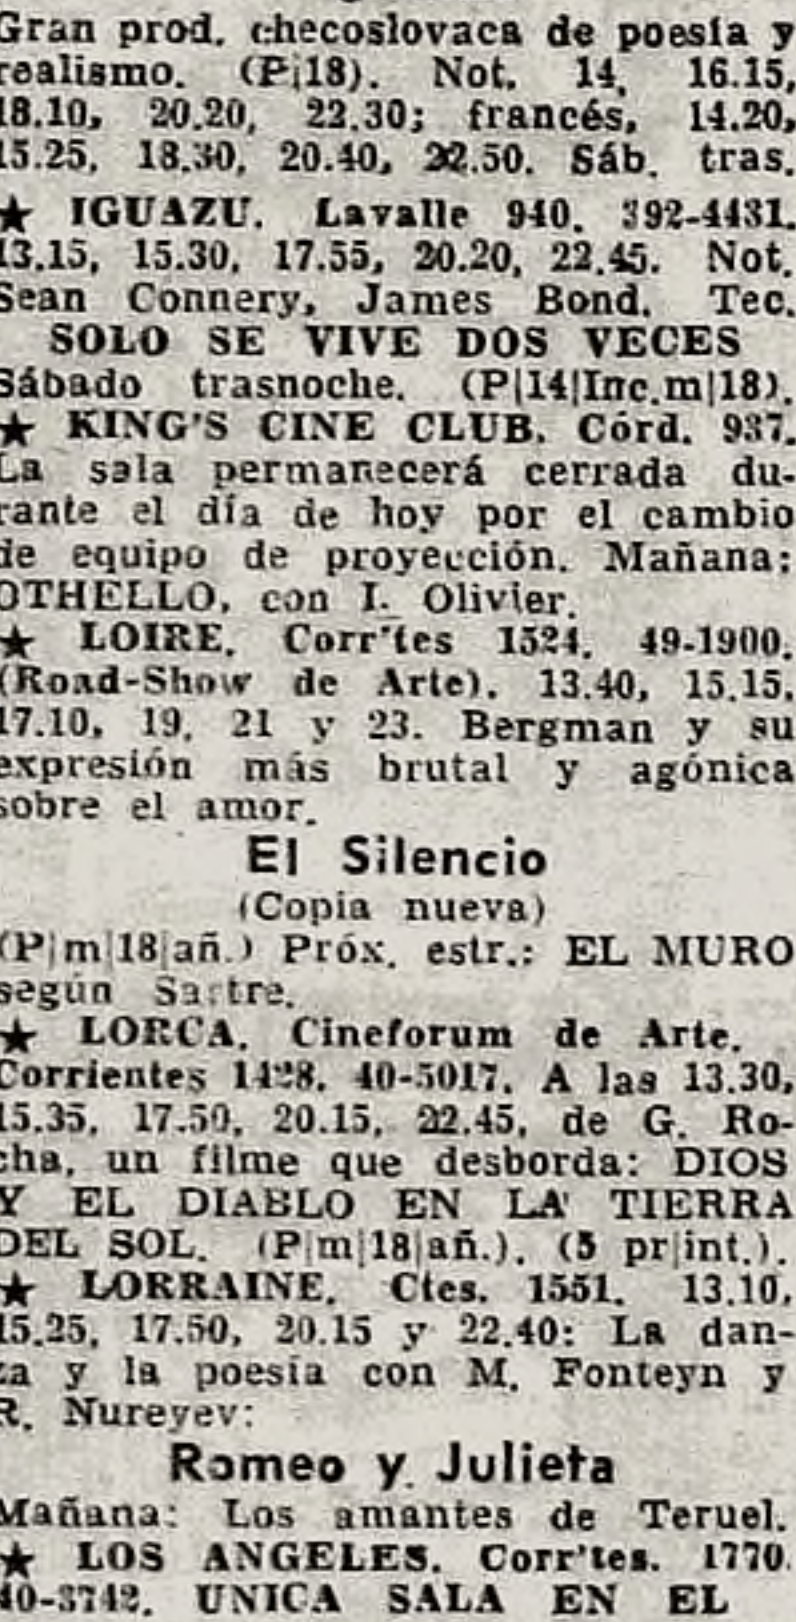 Gran prod. checoslovaca de poesía y
realismo. (P|18). Not. 14, 16.15,
18.10, 20.20, 22.30; francés, 14.20,
15.25, 18.30, 20.40, 22.50. Sáb. tras.
★ IGUAZU. Lavalle 940. 392-4431.
13.15, 15.30, 17.55, 20.20, 22.45. Not.
Sean Connery, James Bond. Tec.
SOLO SE VIVE DOS VECES
Sábado trasnoche. (P|14|Inc.m|18).
★ KING'S CINE CLUB. Córd. 937.
La sala permanecerá cerrada du-
rante el día de hoy por el cambio
de equipo de proyección. Mañana:
OTHELLO, con I. Olivier.
★ LOIRE. Corr'tes 1524. 49-1900.
(Road-Show de Arte). 13.40, 15.15,
17.10, 19, 21 y 23. Bergman y su
expresión más brutal y agónica
sobre el amor.
El Silencio
(Copia nueva)
(P|m|18|añ.) Próx. estr.: EL MURO
según Sartre.
★ LORCA. Cineforum de Arte.
Corrientes 1428. 40-5017. A las 13.30,
15.35, 17.50, 20.15, 22.45, de G. Ro-
cha, un filme que desborda: DIOS
Y EL DIABLO EN LA TIERRA
DEL SOL. (P|m|18|añ.). (5 pr|int.).
★ LORRAINE. Ctes. 1551. 13.10,
15.25, 17.50, 20.15 y 22.40: La dan-
za y la poesía con M. Fonteyn y
R. Nureyev:
Romeo y Julieta
Mañana: Los amantes de Teruel.
★ LOS ANGELES. Corr'tes. 1770.
40-3742. UNICA SALA EN EL